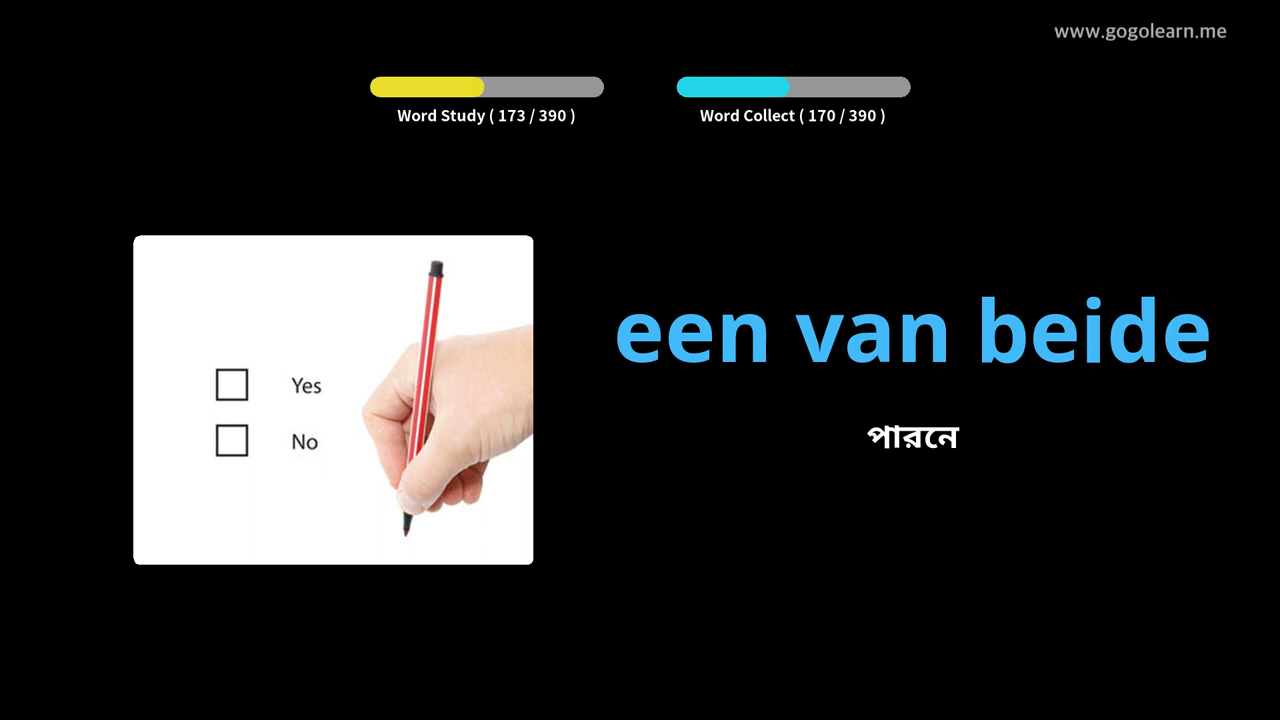 www.gogolearn.me
Word Study ( 173 / 390 )
Word Collect ( 170 / 390 )
Yes
No
een van beide
পারনে